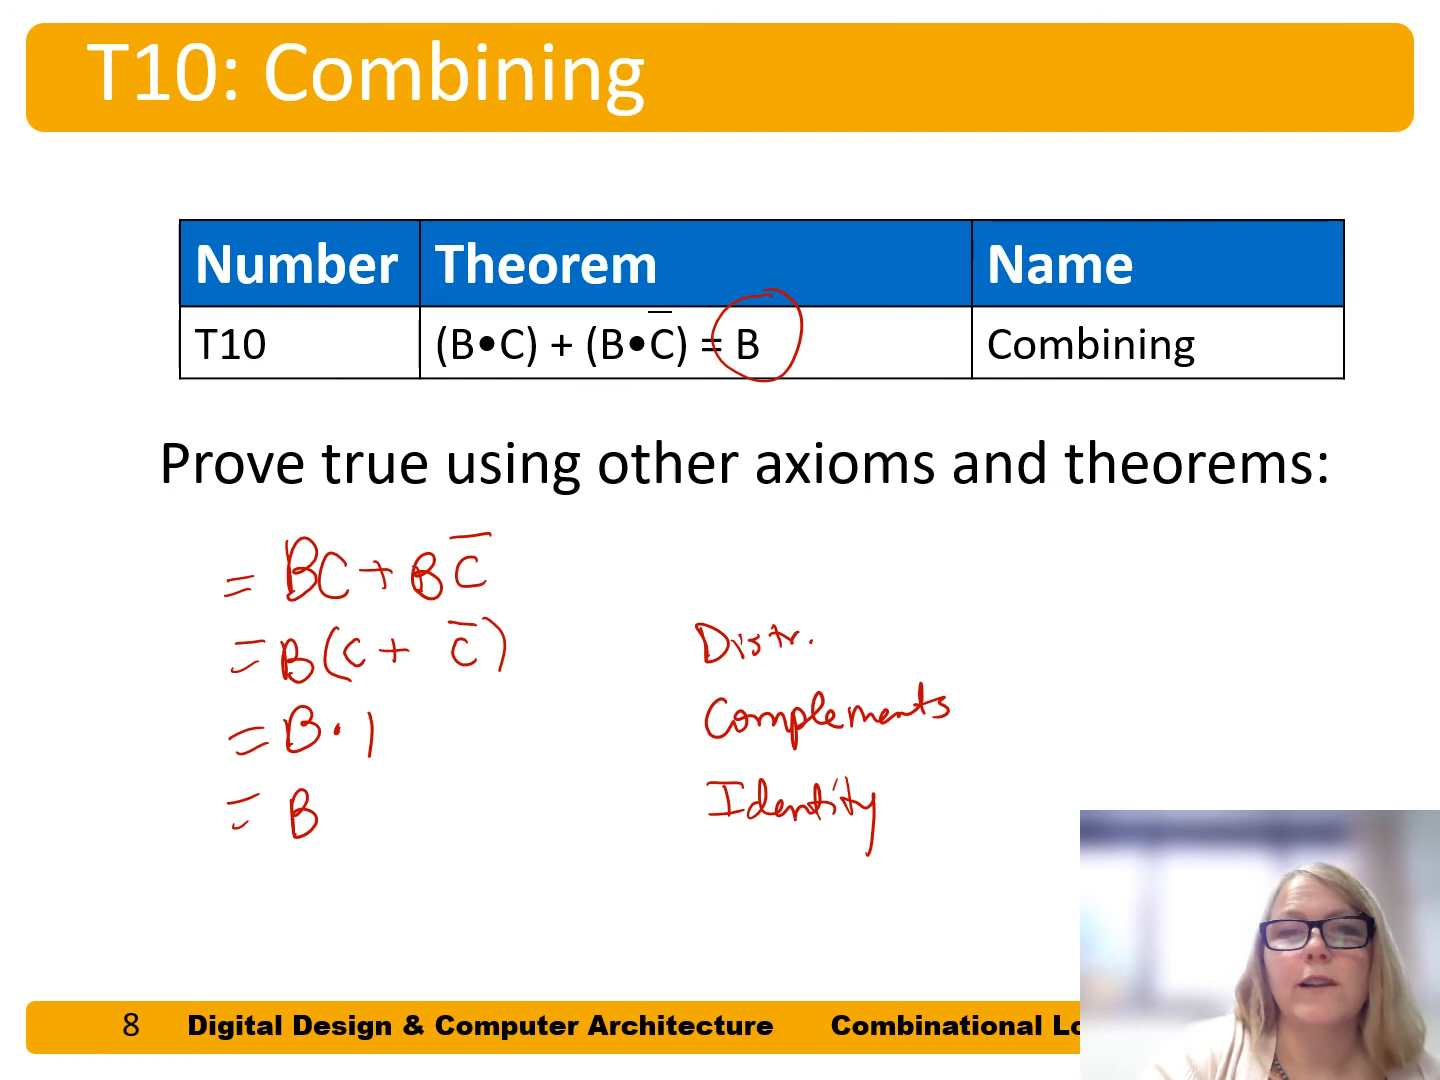 T10: Combining
Number Theorem Name
T10 (B•C) + (B•C̅) = B Combining
Prove true using other axioms and theorems:
= BC + BC̅
= B(C + C̅) Distr.
= B · 1 Complements
= B Identity
8 Digital Design & Computer Architecture Combinational